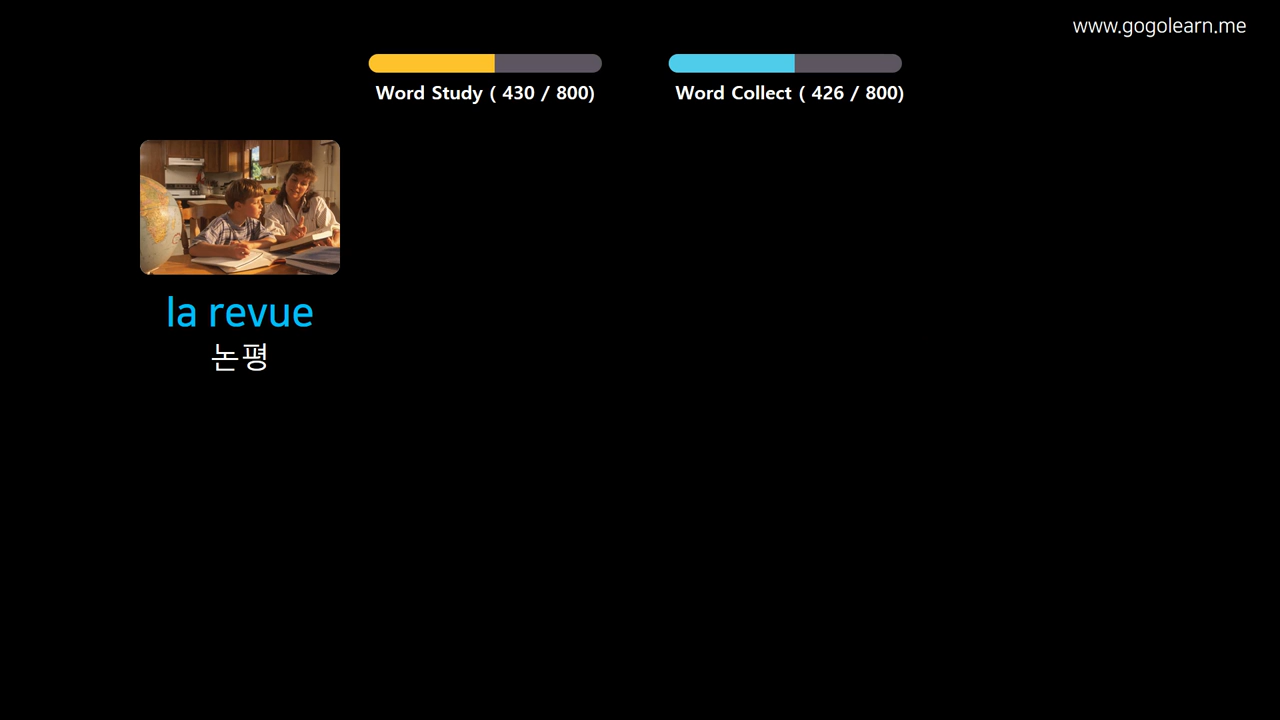 www.gogolearn.me
Word Study ( 430 / 800)
Word Collect ( 426 / 800)
la revue
논평